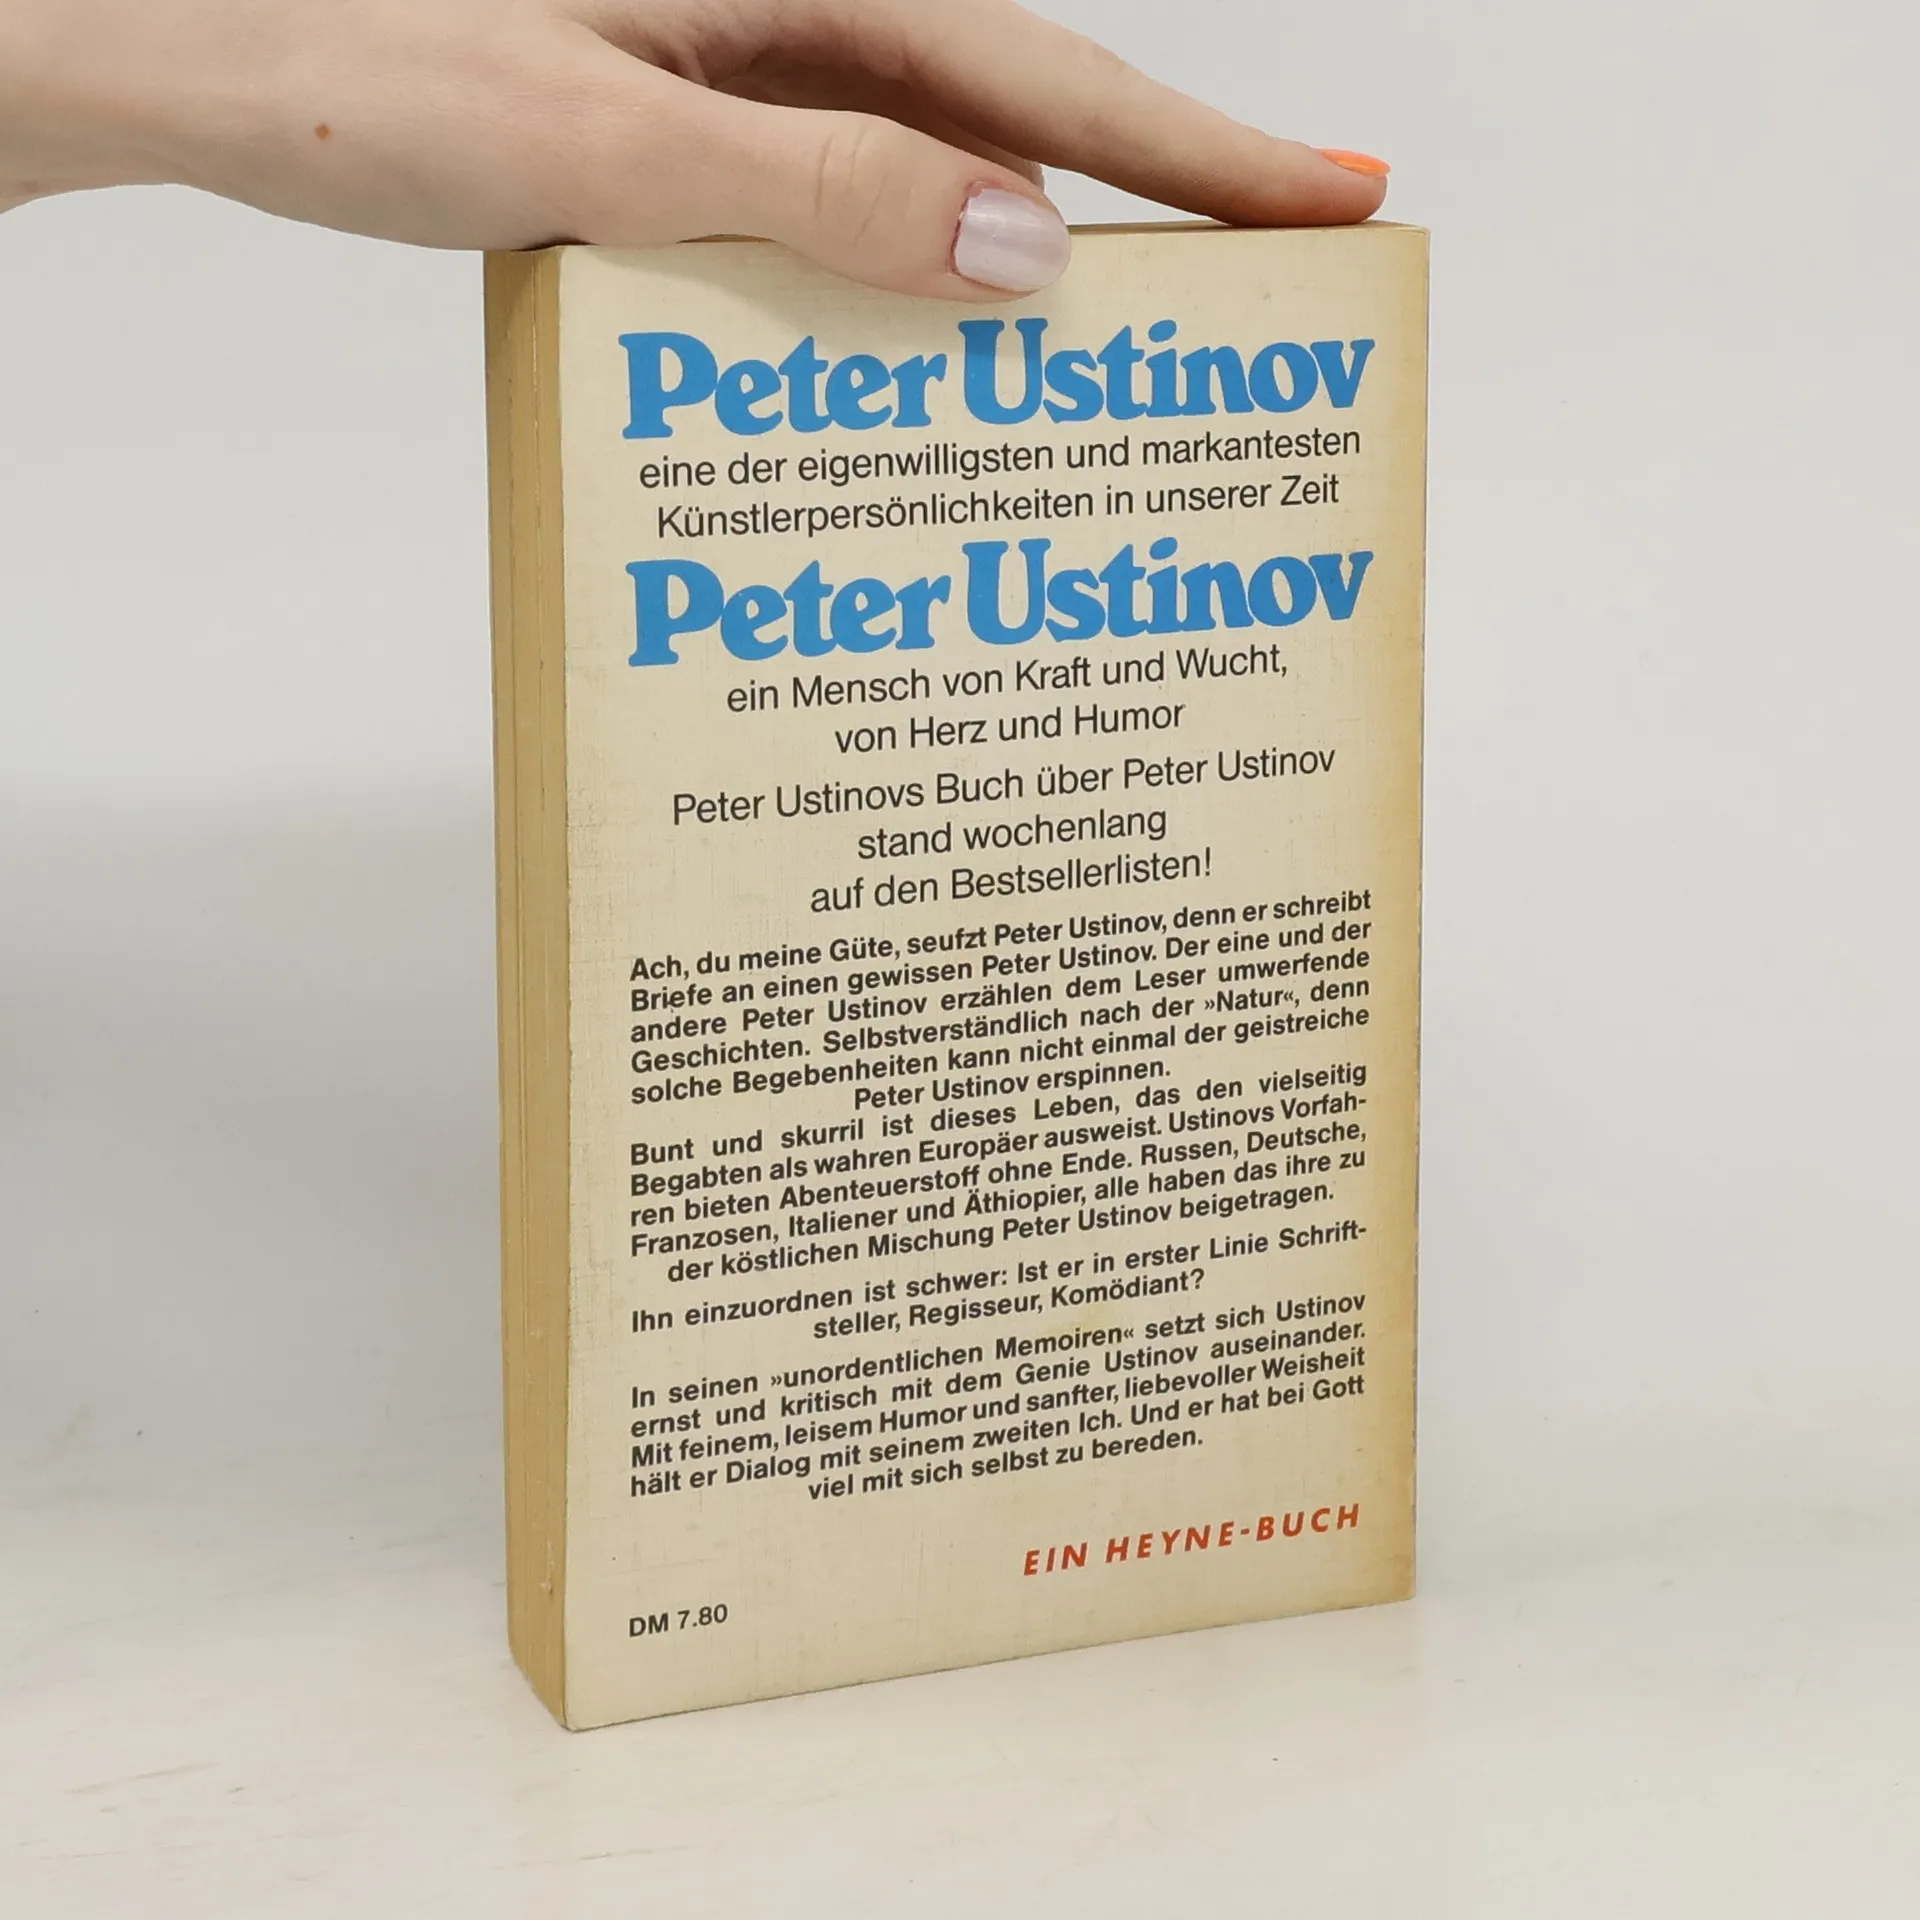 Peter Ustinov
eine der eigenwilligsten und markantesten
Künstlerpersönlichkeiten in unserer Zeit
Peter Ustinov
ein Mensch von Kraft und Wucht,
von Herz und Humor
Peter Ustinovs Buch über Peter Ustinov
stand wochenlang
auf den Bestsellerlisten!
Ach, du meine Güte, seufzt Peter Ustinov, denn er schreibt
Briefe an einen gewissen Peter Ustinov. Der eine und der
andere Peter Ustinov erzählen dem Leser umwerfende
Geschichten. Selbstverständlich nach der »Natur«, denn
solche Begebenheiten kann nicht einmal der geistreiche
Peter Ustinov erspinnen.
Bunt und skurril ist dieses Leben, das den vielseitig
Begabten als wahren Europäer ausweist. Ustinovs Vorfah-
ren bieten Abenteuerstoff ohne Ende. Russen, Deutsche,
Franzosen, Italiener und Äthiopier, alle haben das ihre zu
der köstlichen Mischung Peter Ustinov beigetragen.
Ihn einzuordnen ist schwer: Ist er in erster Linie Schrift-
steller, Regisseur, Komödiant?
In seinen »unordentlichen Memoiren« setzt sich Ustinov
ernst und kritisch mit dem Genie Ustinov auseinander.
Mit feinem, leisem Humor und sanfter, liebevoller Weisheit
hält er Dialog mit seinem zweiten Ich. Und er hat bei Gott
viel mit sich selbst zu bereden.
EIN HEYNE-BUCH
DM 7.80